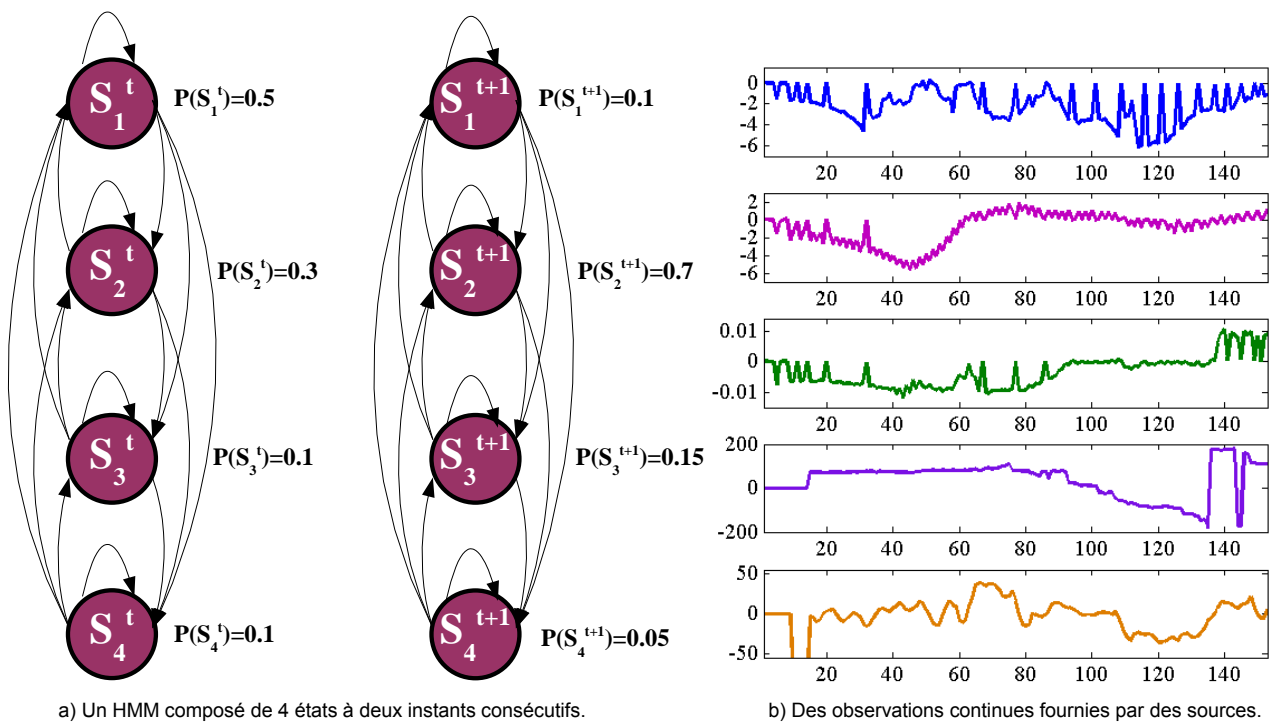 S₁ᵗ P(S₁ᵗ)=0.5
S₂ᵗ P(S₂ᵗ)=0.3
S₃ᵗ P(S₃ᵗ)=0.1
S₄ᵗ P(S₄ᵗ)=0.1
S₁ᵗ⁺¹ P(S₁ᵗ⁺¹)=0.1
S₂ᵗ⁺¹ P(S₂ᵗ⁺¹)=0.7
S₃ᵗ⁺¹ P(S₃ᵗ⁺¹)=0.15
S₄ᵗ⁺¹ P(S₄ᵗ⁺¹)=0.05
a) Un HMM composé de 4 états à deux instants consécutifs.
0
-2
-4
-6
20 40 60 80 100 120 140
2
0
-2
-4
-6
20 40 60 80 100 120 140
0.01
0
-0.01
20 40 60 80 100 120 140
200
0
-200
20 40 60 80 100 120 140
50
0
-50
20 40 60 80 100 120 140
b) Des observations continues fournies par des sources.